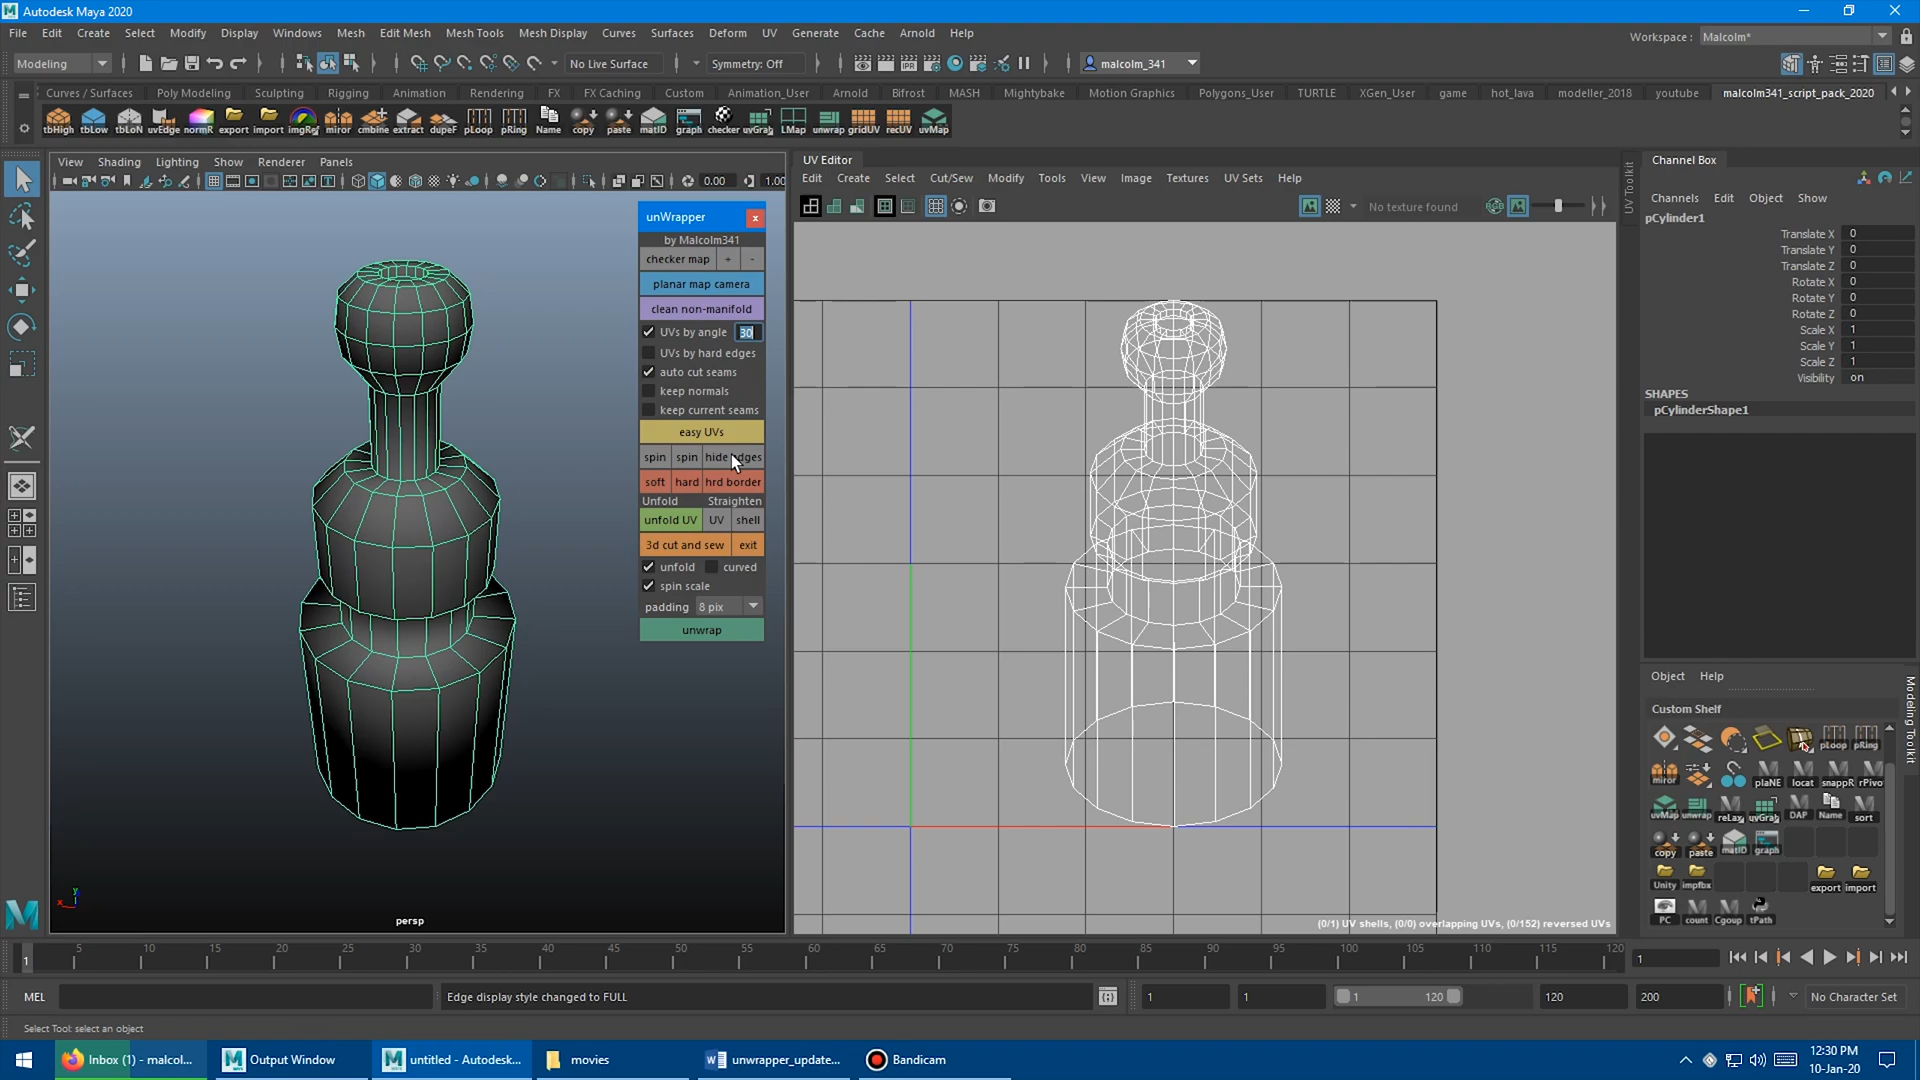 Autodesk Maya 2020
File Edit Create Select Modify Display Windows Mesh Edit Mesh Mesh Tools Mesh Display Curves Surfaces Deform UV Generate Cache Arnold Help
Workspace : Malcolm*
Modeling No Live Surface Symmetry: Off malcolm_341
Curves / Surfaces Poly Modeling Sculpting Rigging Animation Rendering FX FX Caching Custom Animation_User Arnold Bifrost MASH Mightybake Motion Graphics Polygons_User TURTLE XGen_User game hot_lava modeller_2018 youtube malcolm341_script_pack_2020
tbHigh tbLow tbLoN uvEdge normR export import imgRef mirror cmbine extract dupeF pLoop pRing Name copy paste matID graph checker uvGrab LMap unwrap gridUV recUV uvMap
View Shading Lighting Show Renderer Panels
0.00 1.00
unWrapper x
by Malcolm341
checker map + -
planar map camera
clean non-manifold
UVs by angle 30
UVs by hard edges
auto cut seams
keep normals
keep current seams
easy UVs
spin spin hide edges
soft hard hrd border
Unfold Straighten
unfold UV UV shell
3d cut and sew exit
unfold curved
spin scale
padding 8 pix
unwrap
persp
UV Editor
Edit Create Select Cut/Sew Modify Tools View Image Textures UV Sets Help
No texture found
(0/1) UV shells, (0/0) overlapping UVs, (0/152) reversed UVs
UV Toolkit
Channel Box
Channels Edit Object Show
pCylinder1
Translate X 0
Translate Y 0
Translate Z 0
Rotate X 0
Rotate Y 0
Rotate Z 0
Scale X 1
Scale Y 1
Scale Z 1
Visibility on
SHAPES
pCylinderShape1
Object Help
Custom Shelf
Modeling Toolkit
pLoop pRing
miror plaNE locat snappR rPivo
uvMap unwrap reLax uvGrab DAP Name sort
copy paste matID graph
Unity impfbx export import
PC count Cgoup tPath
1 5 10 15 20 25 30 35 40 45 50 55 60 65 70 75 80 85 90 95 100 105 110 115 120
1
MEL Edge display style changed to FULL
1 1 1 120 120 200 No Character Set
Select Tool: select an object
Inbox (1) - malcol... Output Window untitled - Autodesk... movies unwrapper_update... Bandicam
12:30 PM
10-Jan-20